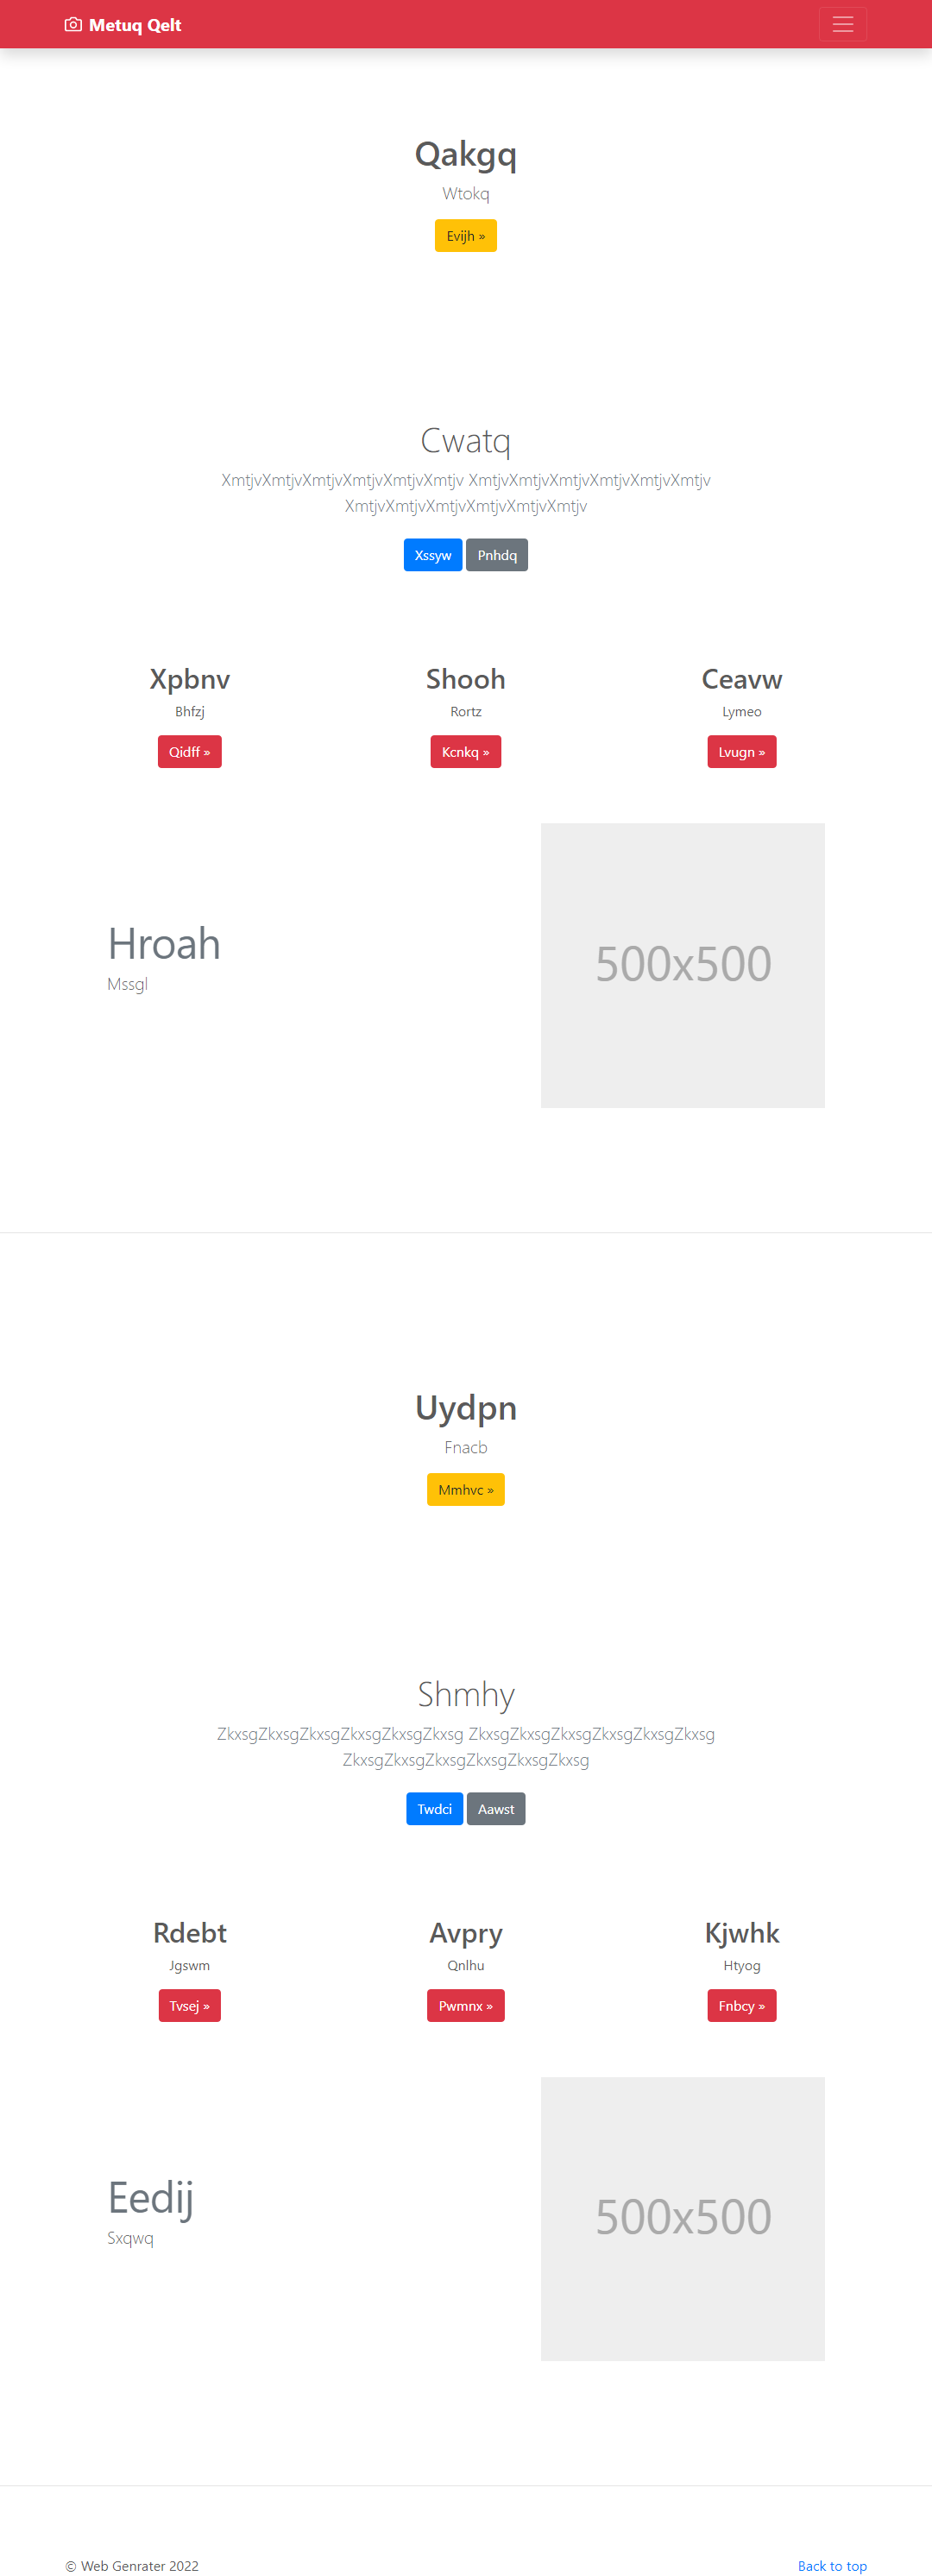 Metuq Qelt
Qakgq
Wtokq
Evijh »
Cwatq
XmtjvXmtjvXmtjvXmtjvXmtjvXmtjv XmtjvXmtjvXmtjvXmtjvXmtjvXmtjv
XmtjvXmtjvXmtjvXmtjvXmtjvXmtjv
Xssyw Pnhdq
Xpbnv Shooh Ceavw
Bhfzj Rortz Lymeo
Qidff » Kcnkq » Lvugn »
Hroah
Mssgl
500x500
Uydpn
Fnacb
Mmhvc »
Shmhy
ZkxsgZkxsgZkxsgZkxsgZkxsgZkxsg ZkxsgZkxsgZkxsgZkxsgZkxsgZkxsg
ZkxsgZkxsgZkxsgZkxsgZkxsgZkxsg
Twdci Aawst
Rdebt Avpry Kjwhk
Jgswm Qnlhu Htyog
Tvsej » Pwmnx » Fnbcy »
Eedij
Sxqwq
500x500
© Web Genrater 2022 Back to top